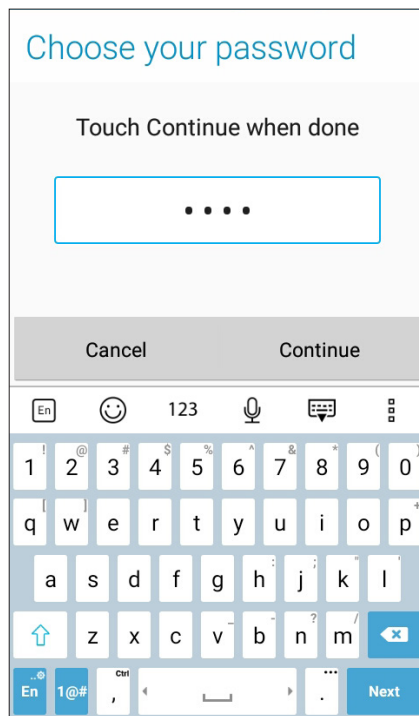 Choose your password
Touch Continue when done
••••
Cancel Continue
En 123
! @ # $ % ^ & * ( )
1 2 3 4 5 6 7 8 9 0
[ ] +
q w e r t y u i o p
: ; " '
a s d f g h j k l
_ - ? /
z x c v b n m
.. Ctrl ...
En 1@# , . Next